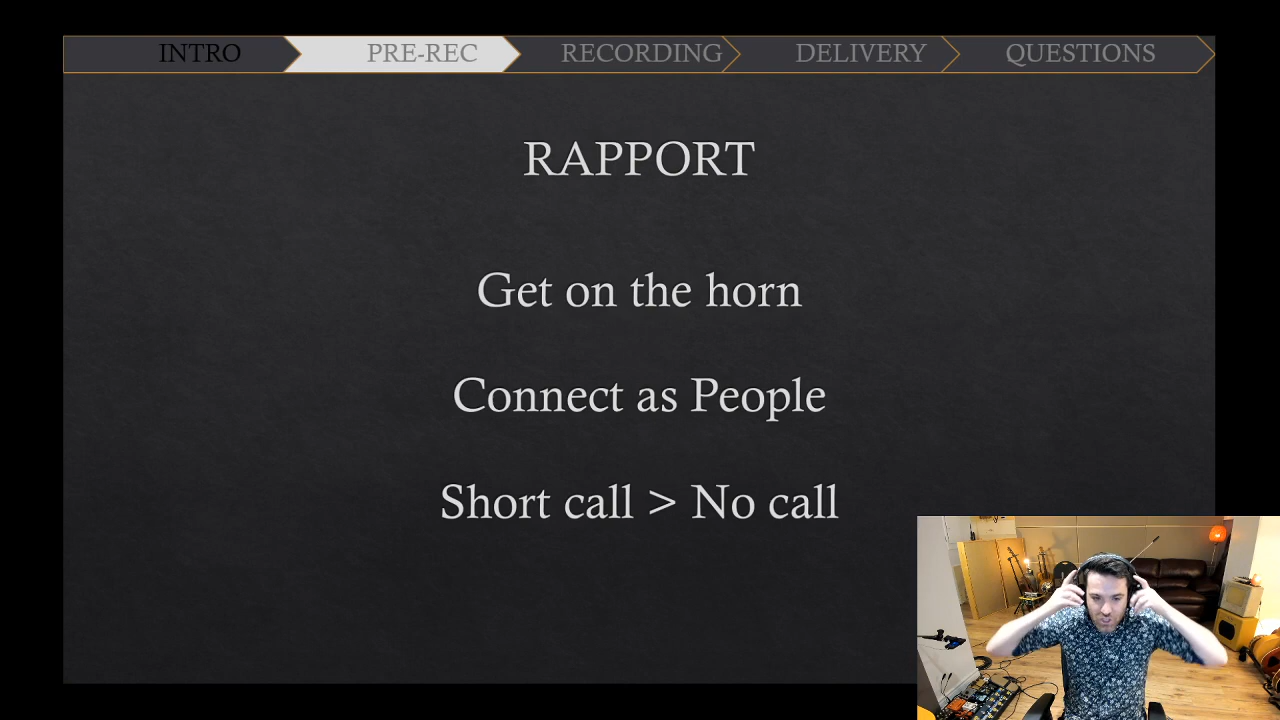 INTRO PRE-REC RECORDING DELIVERY QUESTIONS
RAPPORT
Get on the horn
Connect as People
Short call > No call